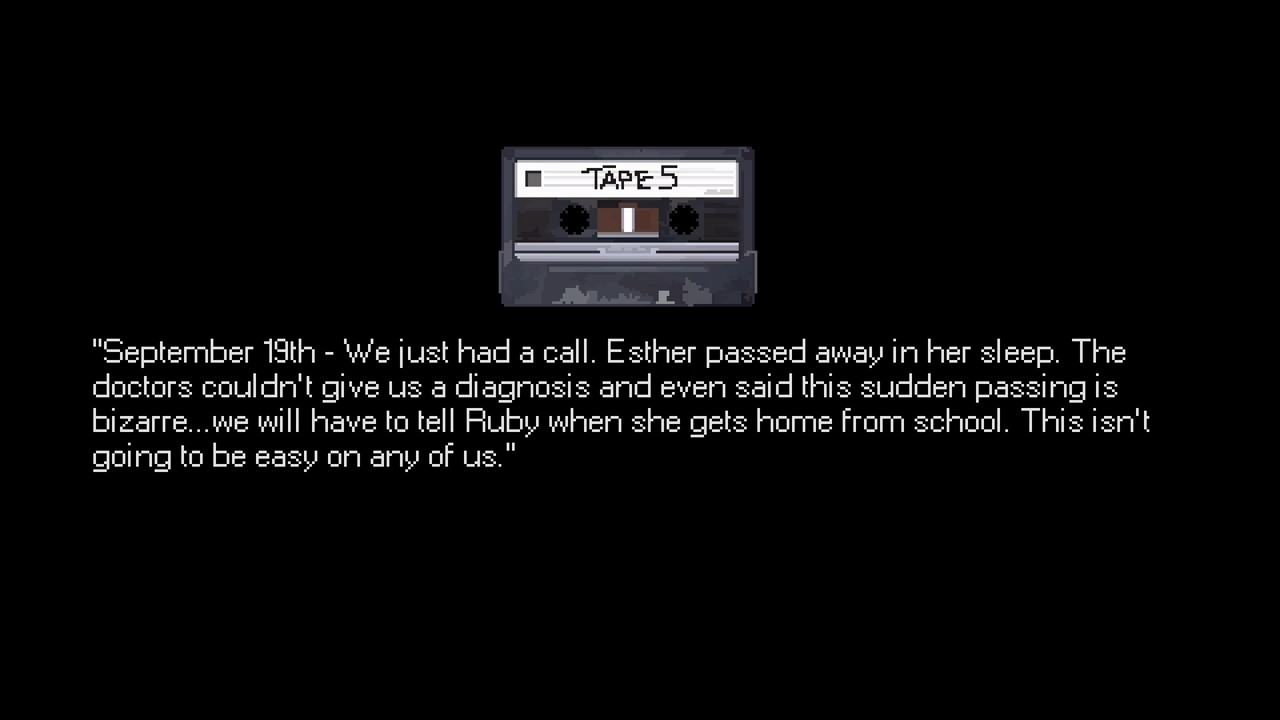 TAPE 5
"September 19th - We just had a call. Esther passed away in her sleep. The
doctors couldn't give us a diagnosis and even said this sudden passing is
bizarre...we will have to tell Ruby when she gets home from school. This isn't
going to be easy on any of us."